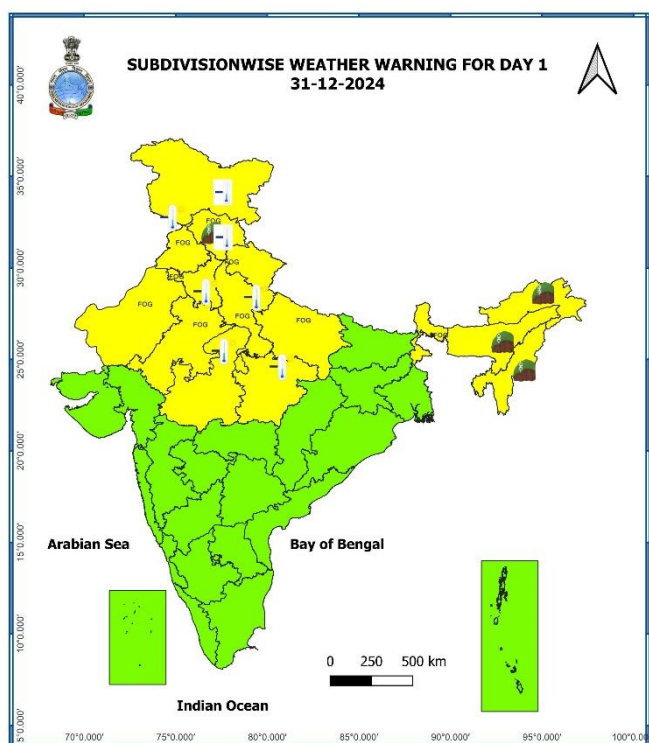 SUBDIVISIONWISE WEATHER WARNING FOR DAY 1
31-12-2024
40°0.000'
35°0.000'
30°0.000'
25°0.000'
20°0.000'
15°0.000'
10°0.000'
5°0.000'
FOG
FOG
FOG
FOG
FOG
FOG
FOG
FOG
FOG
Arabian Sea
Bay of Bengal
0 250 500 km
Indian Ocean
70°0.000' 75°0.000' 80°0.000' 85°0.000' 90°0.000' 95°0.000' 100°0.00